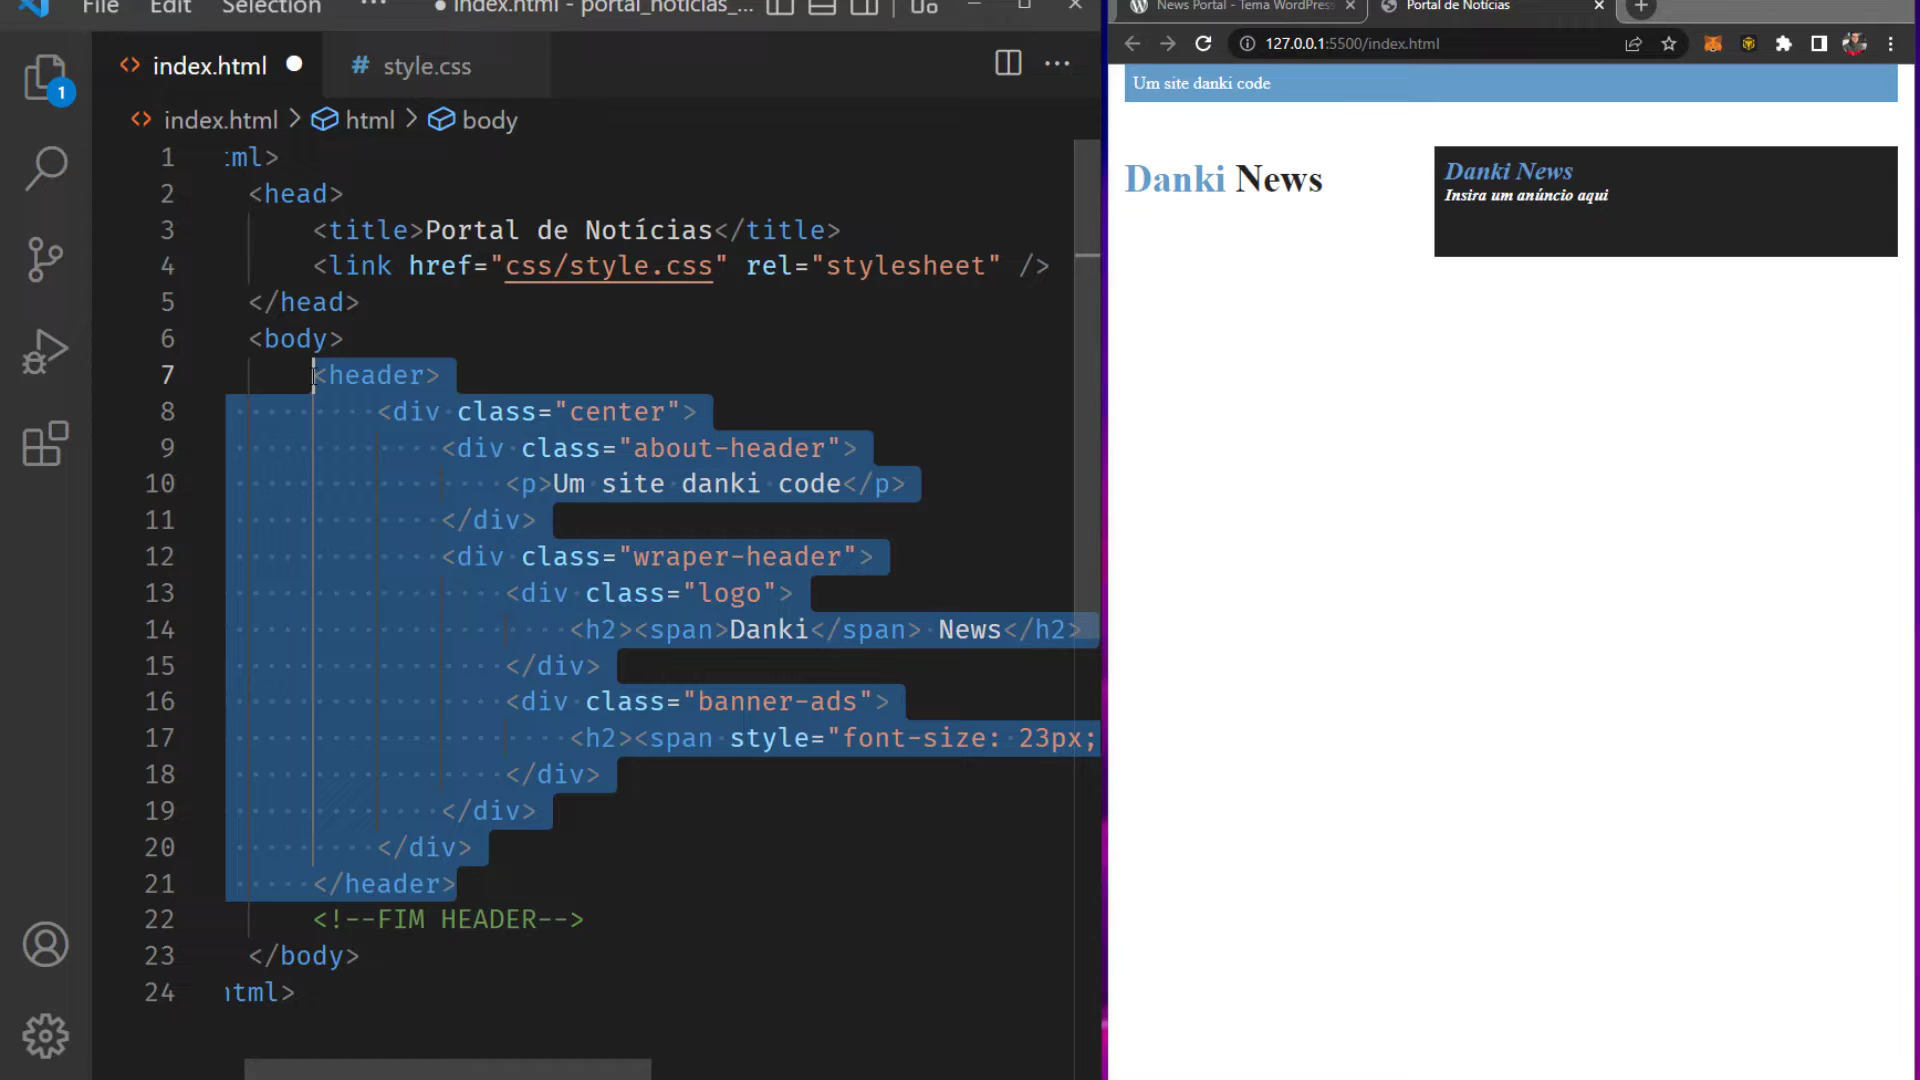 File Edit Selection ··· ● index.html - portal_noticias_...
index.html ● # style.css
index.html > html > body
1 ml>
2 <head>
3 <title>Portal de Notícias</title>
4 <link href="css/style.css" rel="stylesheet" />
5 </head>
6 <body>
7 <header>
8 <div class="center">
9 <div class="about-header">
10 <p>Um site danki code</p>
11 </div>
12 <div class="wraper-header">
13 <div class="logo">
14 <h2><span>Danki</span> News</h2>
15 </div>
16 <div class="banner-ads">
17 <h2><span style="font-size: 23px;
18 </div>
19 </div>
20 </div>
21 </header>
22 <!--FIM HEADER-->
23 </body>
24 html>
1
News Portal - Tema WordPress
Portal de Notícias
127.0.0.1:5500/index.html
Um site danki code
Danki News
Danki News
Insira um anúncio aqui